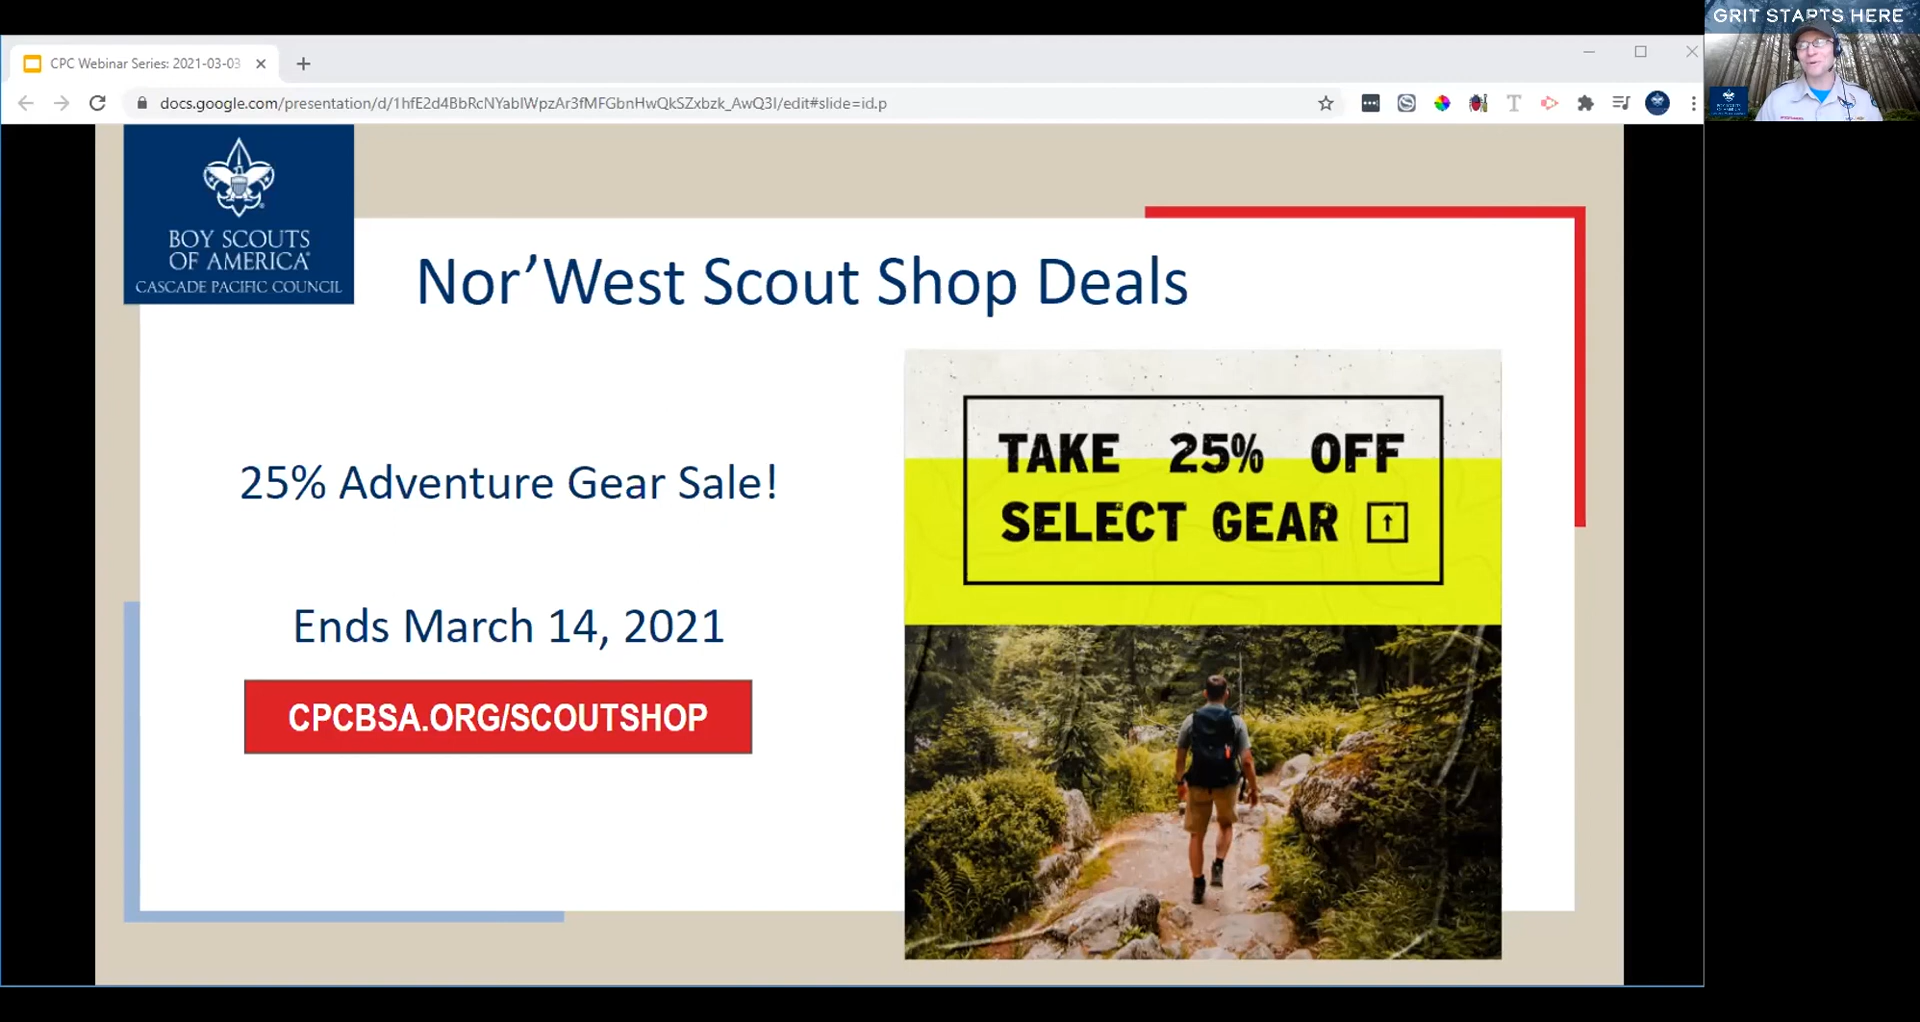 GRIT STARTS HERE
CPC Webinar Series: 2021-03-03
docs.google.com/presentation/d/1hfE2d4BbRcNYablWpzAr3fMFGbnHwQkSZxbzk_AwQ3I/edit#slide=id.p
BOY SCOUTS
OF AMERICA
CASCADE PACIFIC COUNCIL
Nor’West Scout Shop Deals
25% Adventure Gear Sale!
Ends March 14, 2021
CPCBSA.ORG/SCOUTSHOP
TAKE 25% OFF
SELECT GEAR